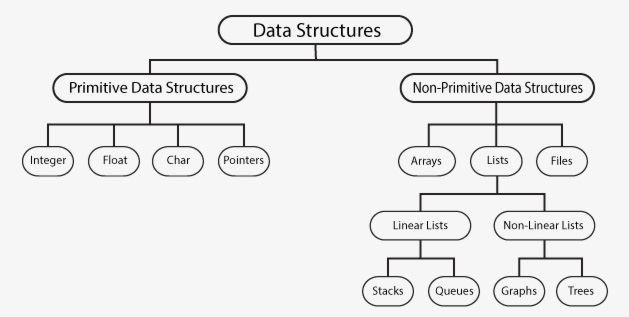 Data Structures
Primitive Data Structures
Non-Primitive Data Structures
Integer
Float
Char
Pointers
Arrays
Lists
Files
Linear Lists
Non-Linear Lists
Stacks
Queues
Graphs
Trees